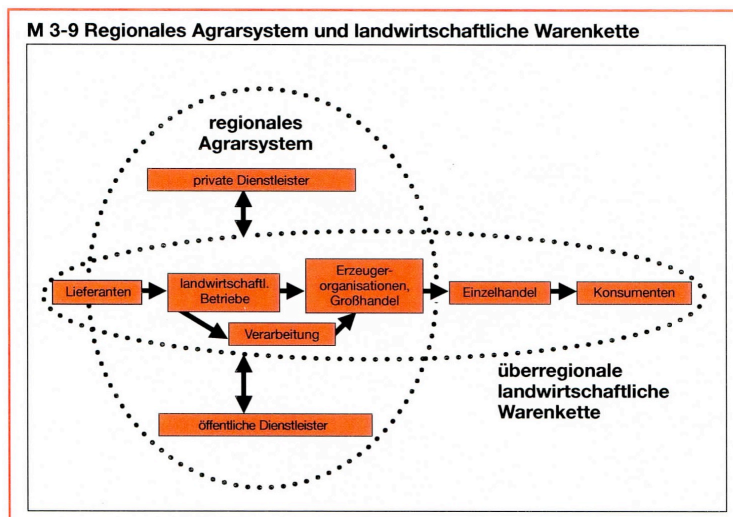 M 3-9 Regionales Agrarsystem und landwirtschaftliche Warenkette
regionales
Agrarsystem
private Dienstleister
Lieferanten
landwirtschaftl.
Betriebe
Erzeuger-
organisationen,
Großhandel
Einzelhandel
Konsumenten
Verarbeitung
überregionale
landwirtschaftliche
Warenkette
öffentliche Dienstleister